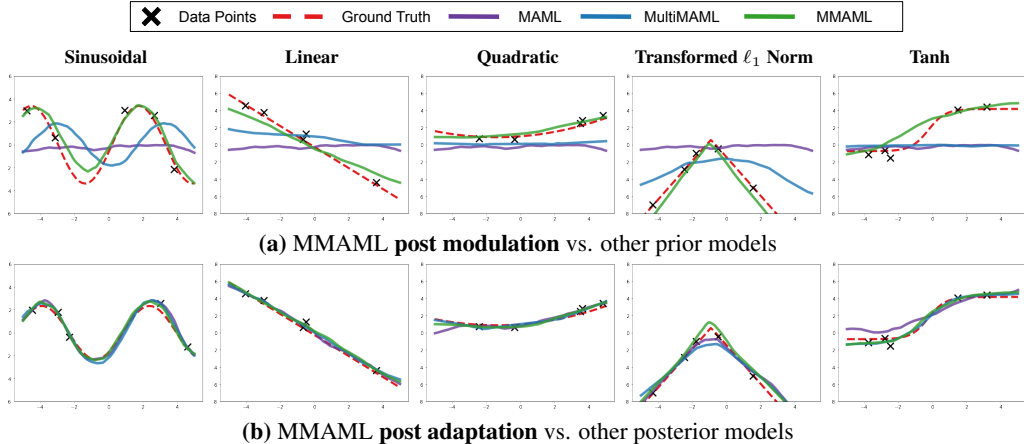 Data Points Ground Truth MAML MultiMAML MMAML
Sinusoidal Linear Quadratic Transformed ℓ1 Norm Tanh
(a) MMAML post modulation vs. other prior models
(b) MMAML post adaptation vs. other posterior models